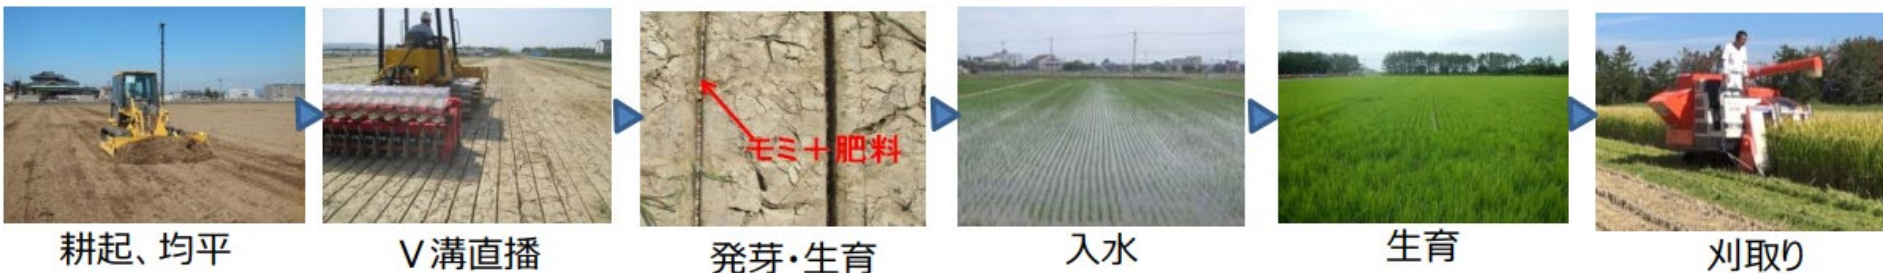 モミ＋肥料
耕起、均平
V溝直播
発芽・生育
入水
生育
刈取り